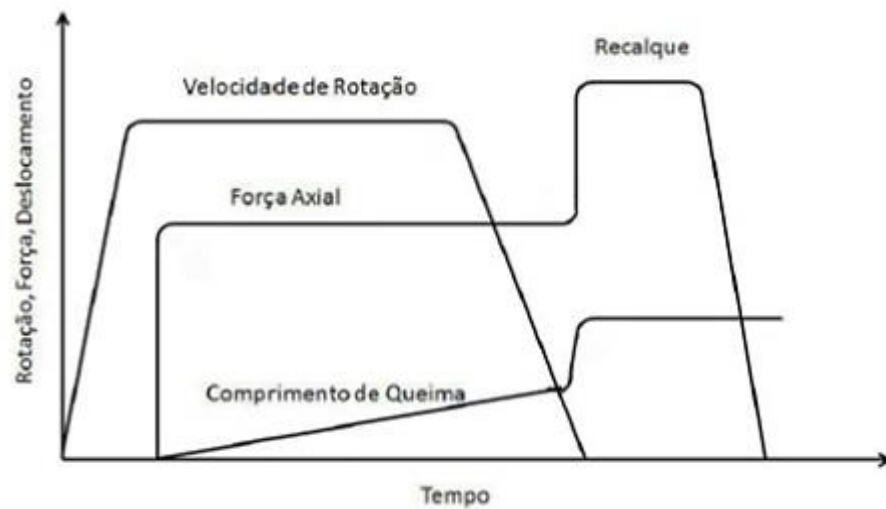 Recalque
Velocidade de Rotação
Força Axial
Comprimento de Queima
Rotação, Força, Deslocamento
Tempo